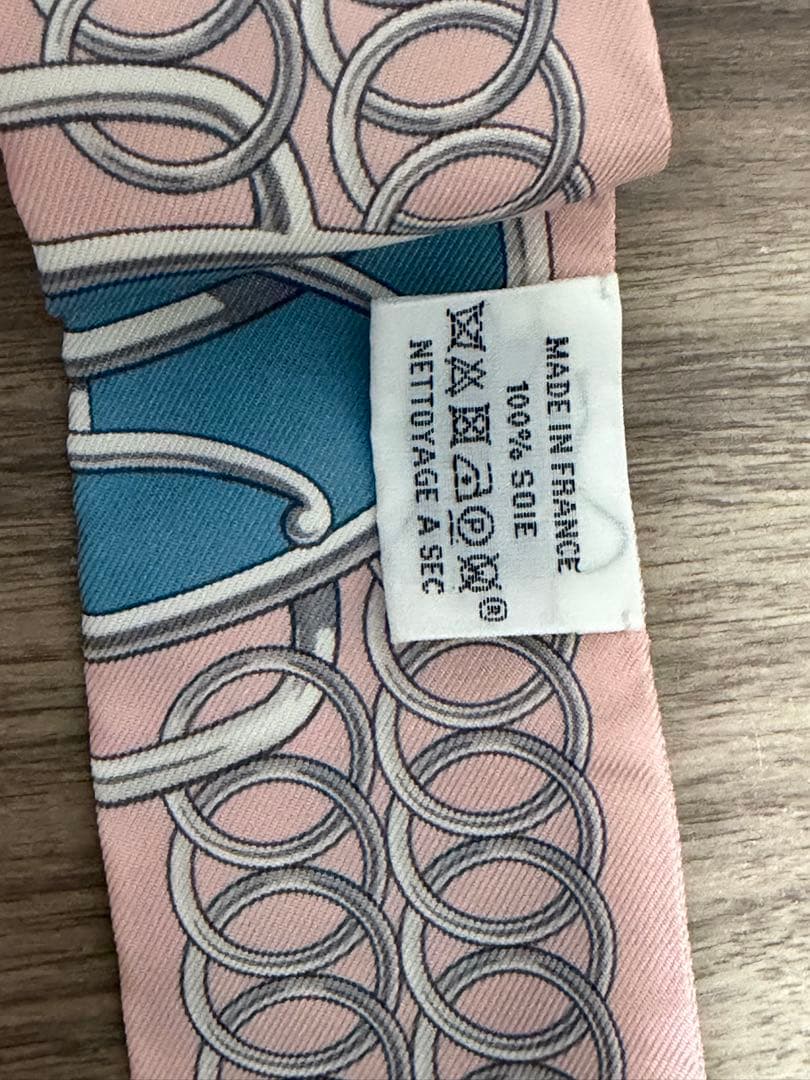 MADE IN FRANCE
100% SOIE
P W ®
NETTOYAGE A SEC